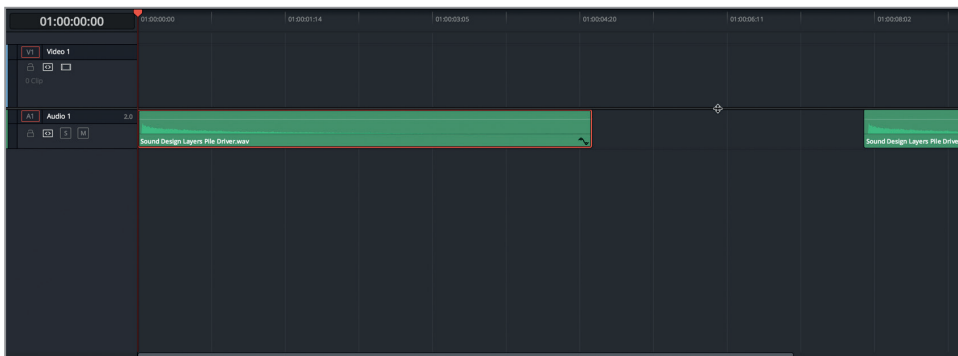 01:00:00:00
01:00:00:00 01:00:01:14 01:00:03:05 01:00:04:20 01:00:06:11 01:00:08:02
V1 Video 1
0 Clip
A1 Audio 1 2.0
S M
Sound Design Layers Pile Driver.wav
Sound Design Layers Pile Drive